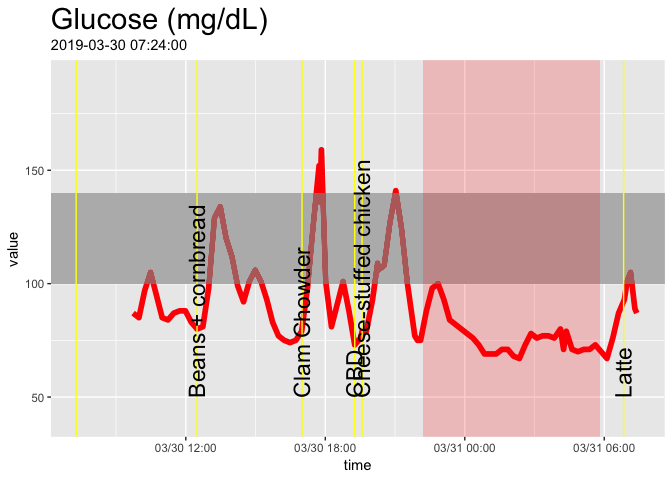 Glucose (mg/dL)
2019-03-30 07:24:00
150
100
50
value
Beans + cornbread
Clam Chowder
CBD
Cheese stuffed chicken
Latte
03/30 12:00
03/30 18:00
03/31 00:00
03/31 06:00
time